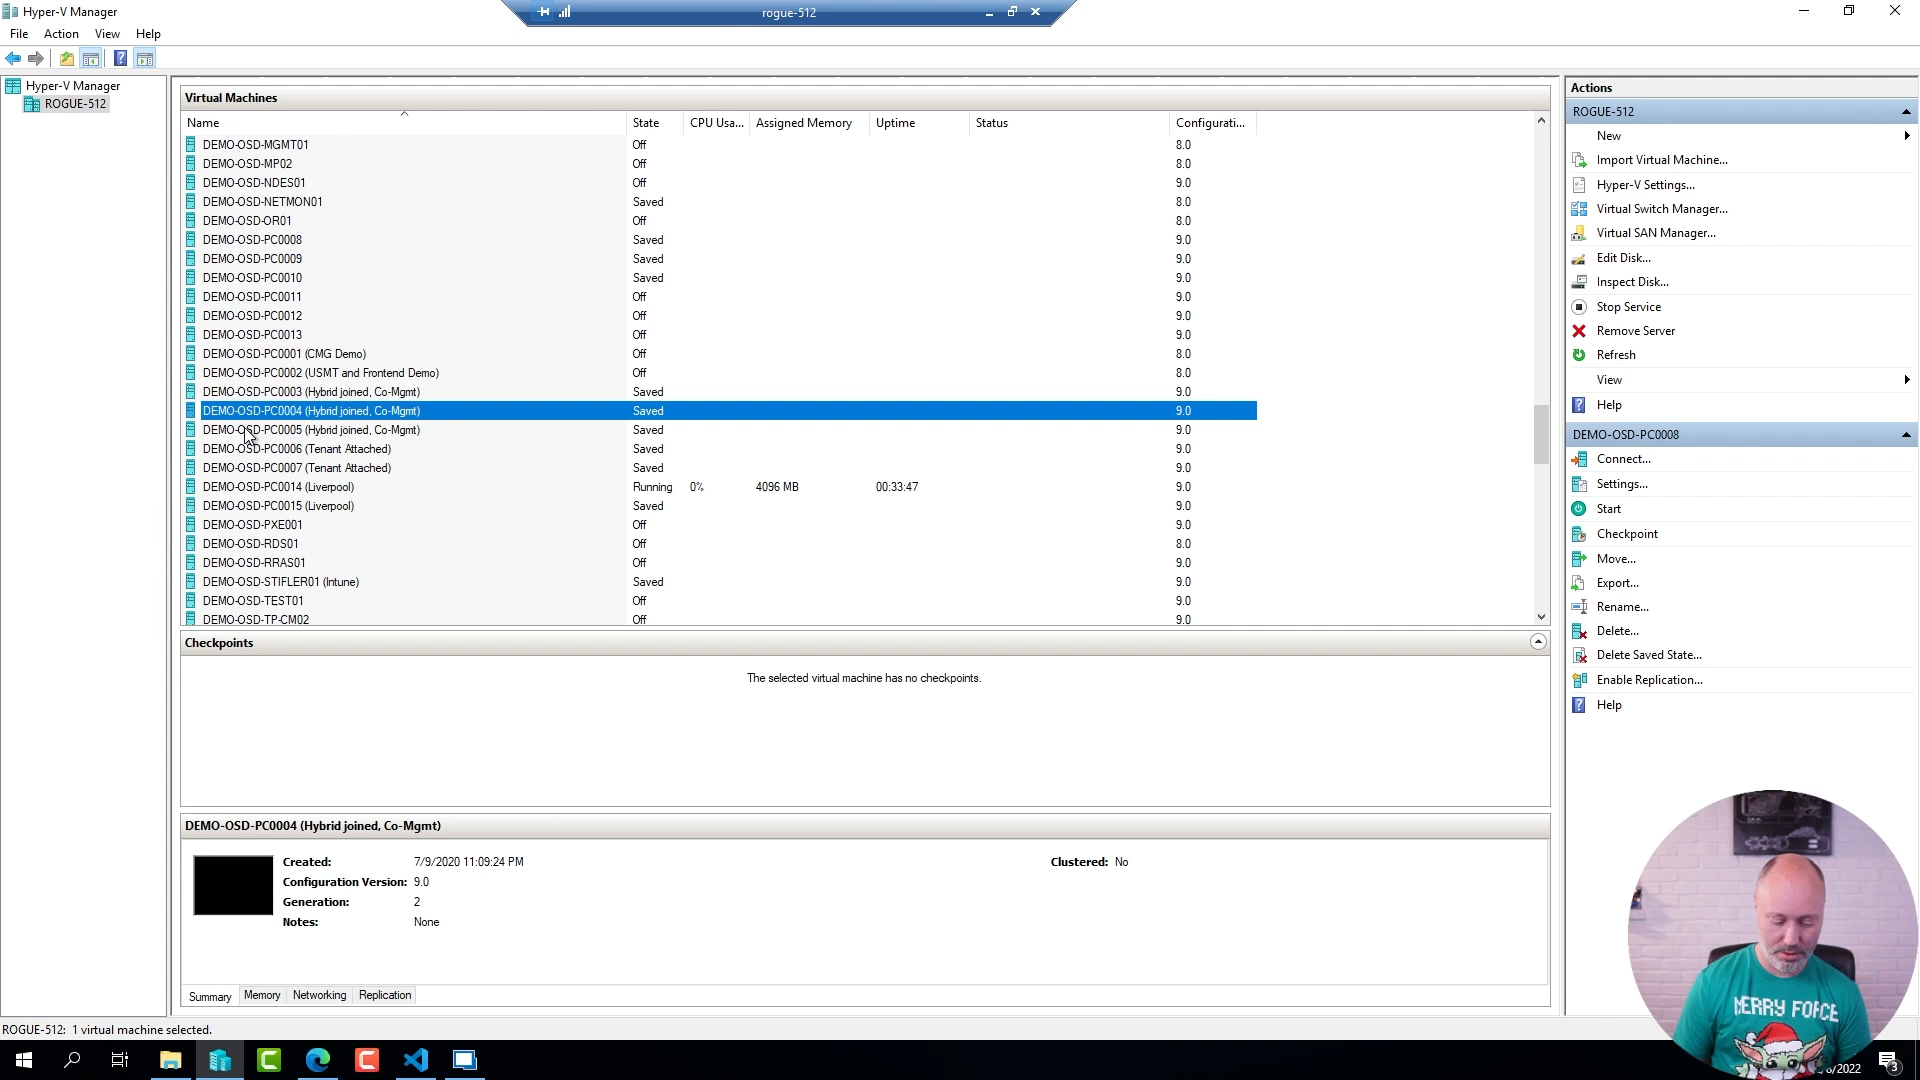 Hyper-V Manager
rogue-512
File Action View Help
Hyper-V Manager
ROGUE-512
Virtual Machines
Name State CPU Usa... Assigned Memory Uptime Status Configurati...
DEMO-OSD-MGMT01 Off 8.0
DEMO-OSD-MP02 Off 8.0
DEMO-OSD-NDES01 Off 9.0
DEMO-OSD-NETMON01 Saved 8.0
DEMO-OSD-OR01 Off 8.0
DEMO-OSD-PC0008 Saved 9.0
DEMO-OSD-PC0009 Saved 9.0
DEMO-OSD-PC0010 Saved 9.0
DEMO-OSD-PC0011 Off 9.0
DEMO-OSD-PC0012 Off 9.0
DEMO-OSD-PC0013 Off 9.0
DEMO-OSD-PC0001 (CMG Demo) Off 8.0
DEMO-OSD-PC0002 (USMT and Frontend Demo) Off 8.0
DEMO-OSD-PC0003 (Hybrid joined, Co-Mgmt) Saved 9.0
DEMO-OSD-PC0004 (Hybrid joined, Co-Mgmt) Saved 9.0
DEMO-OSD-PC0005 (Hybrid joined, Co-Mgmt) Saved 9.0
DEMO-OSD-PC0006 (Tenant Attached) Saved 9.0
DEMO-OSD-PC0007 (Tenant Attached) Saved 9.0
DEMO-OSD-PC0014 (Liverpool) Running 0% 4096 MB 00:33:47 9.0
DEMO-OSD-PC0015 (Liverpool) Saved 9.0
DEMO-OSD-PXE001 Off 9.0
DEMO-OSD-RDS01 Off 8.0
DEMO-OSD-RRAS01 Off 9.0
DEMO-OSD-STIFLER01 (Intune) Saved 9.0
DEMO-OSD-TEST01 Off 9.0
DEMO-OSD-TP-CM02 Off 9.0
Checkpoints
The selected virtual machine has no checkpoints.
DEMO-OSD-PC0004 (Hybrid joined, Co-Mgmt)
Created: 7/9/2020 11:09:24 PM Clustered: No
Configuration Version: 9.0
Generation: 2
Notes: None
Summary Memory Networking Replication
Actions
ROGUE-512
New
Import Virtual Machine...
Hyper-V Settings...
Virtual Switch Manager...
Virtual SAN Manager...
Edit Disk...
Inspect Disk...
Stop Service
Remove Server
Refresh
View
Help
DEMO-OSD-PC0008
Connect...
Settings...
Start
Checkpoint
Move...
Export...
Rename...
Delete...
Delete Saved State...
Enable Replication...
Help
MERRY FORCE
ROGUE-512: 1 virtual machine selected.
/2022
3